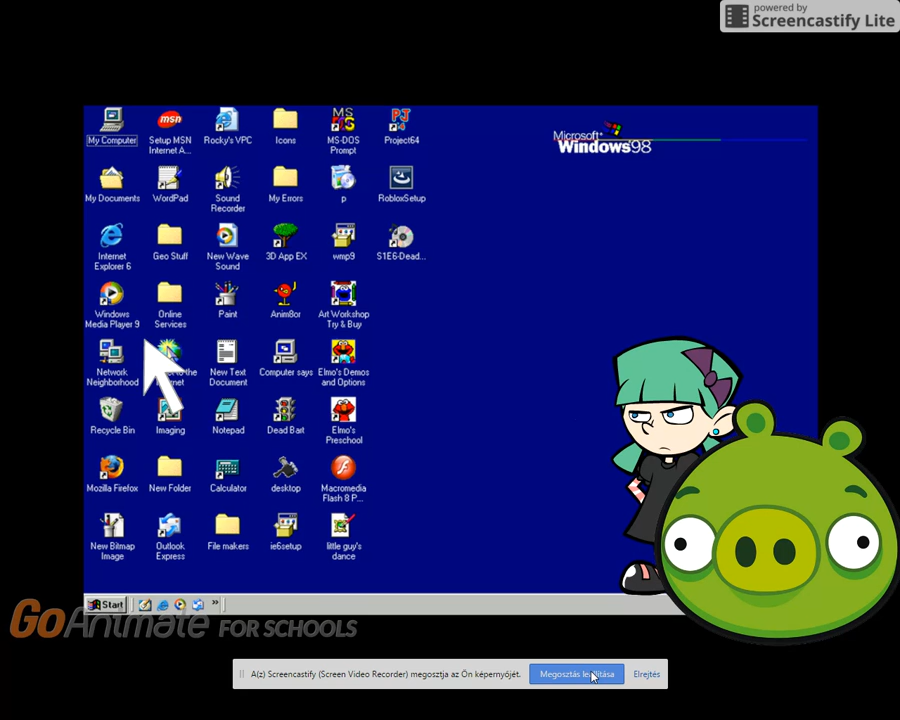 powered by
Screencastify Lite
Microsoft
Windows98
My Computer
Setup MSN Internet A...
Rocky's VPC
Icons
MS-DOS Prompt
Project64
My Documents
WordPad
Sound Recorder
My Errors
p
RobloxSetup
Internet Explorer 6
Geo Stuff
New Wave Sound
3D App EX
wmp9
S1E6-Dead...
Windows Media Player 9
Online Services
Paint
Anim8or
Art Workshop Try & Buy
Network Neighborhood
the
New Text Document
Computer says
Elmo's Demos and Options
Recycle Bin
Imaging
Notepad
Dead Bart
Elmo's Preschool
Mozilla Firefox
New Folder
Calculator
desktop
Macromedia Flash 8 P...
New Bitmap Image
Outlook Express
File makers
ie6setup
little guy's dance
Start
GoAnimate FOR SCHOOLS
A(z) Screencastify (Screen Video Recorder) megosztja az Ön képernyőjét.
Megosztás leállítása
Elrejtés